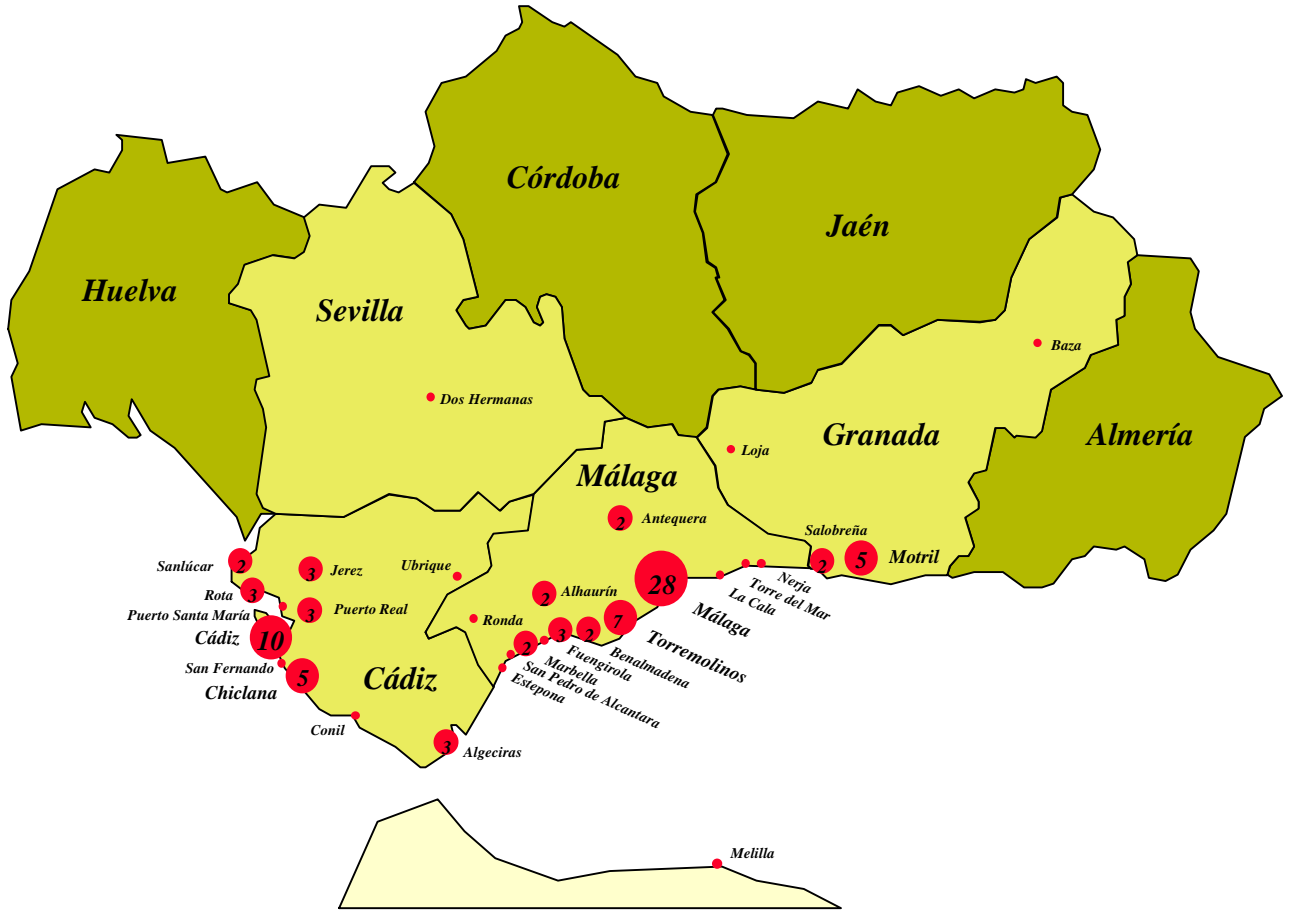 Córdoba
Jaén
Huelva
Sevilla
Baza
Dos Hermanas
Granada
Almería
Loja
Málaga
2 Antequera
Salobreña
2
5 Motril
Sanlúcar 2
3 Jerez
Ubrique
Rota 3
Puerto Santa María
3 Puerto Real
2 Alhaurín
28
Málaga
Nerja
Torre del Mar
La Cala
Ronda
7
Torremolinos
Cádiz 10
San Fernando
Chiclana 5
Cádiz
2
Benalmadena
3
Fuengirola
Marbella
2
San Pedro de Alcantara
Estepona
Conil
3 Algeciras
Melilla